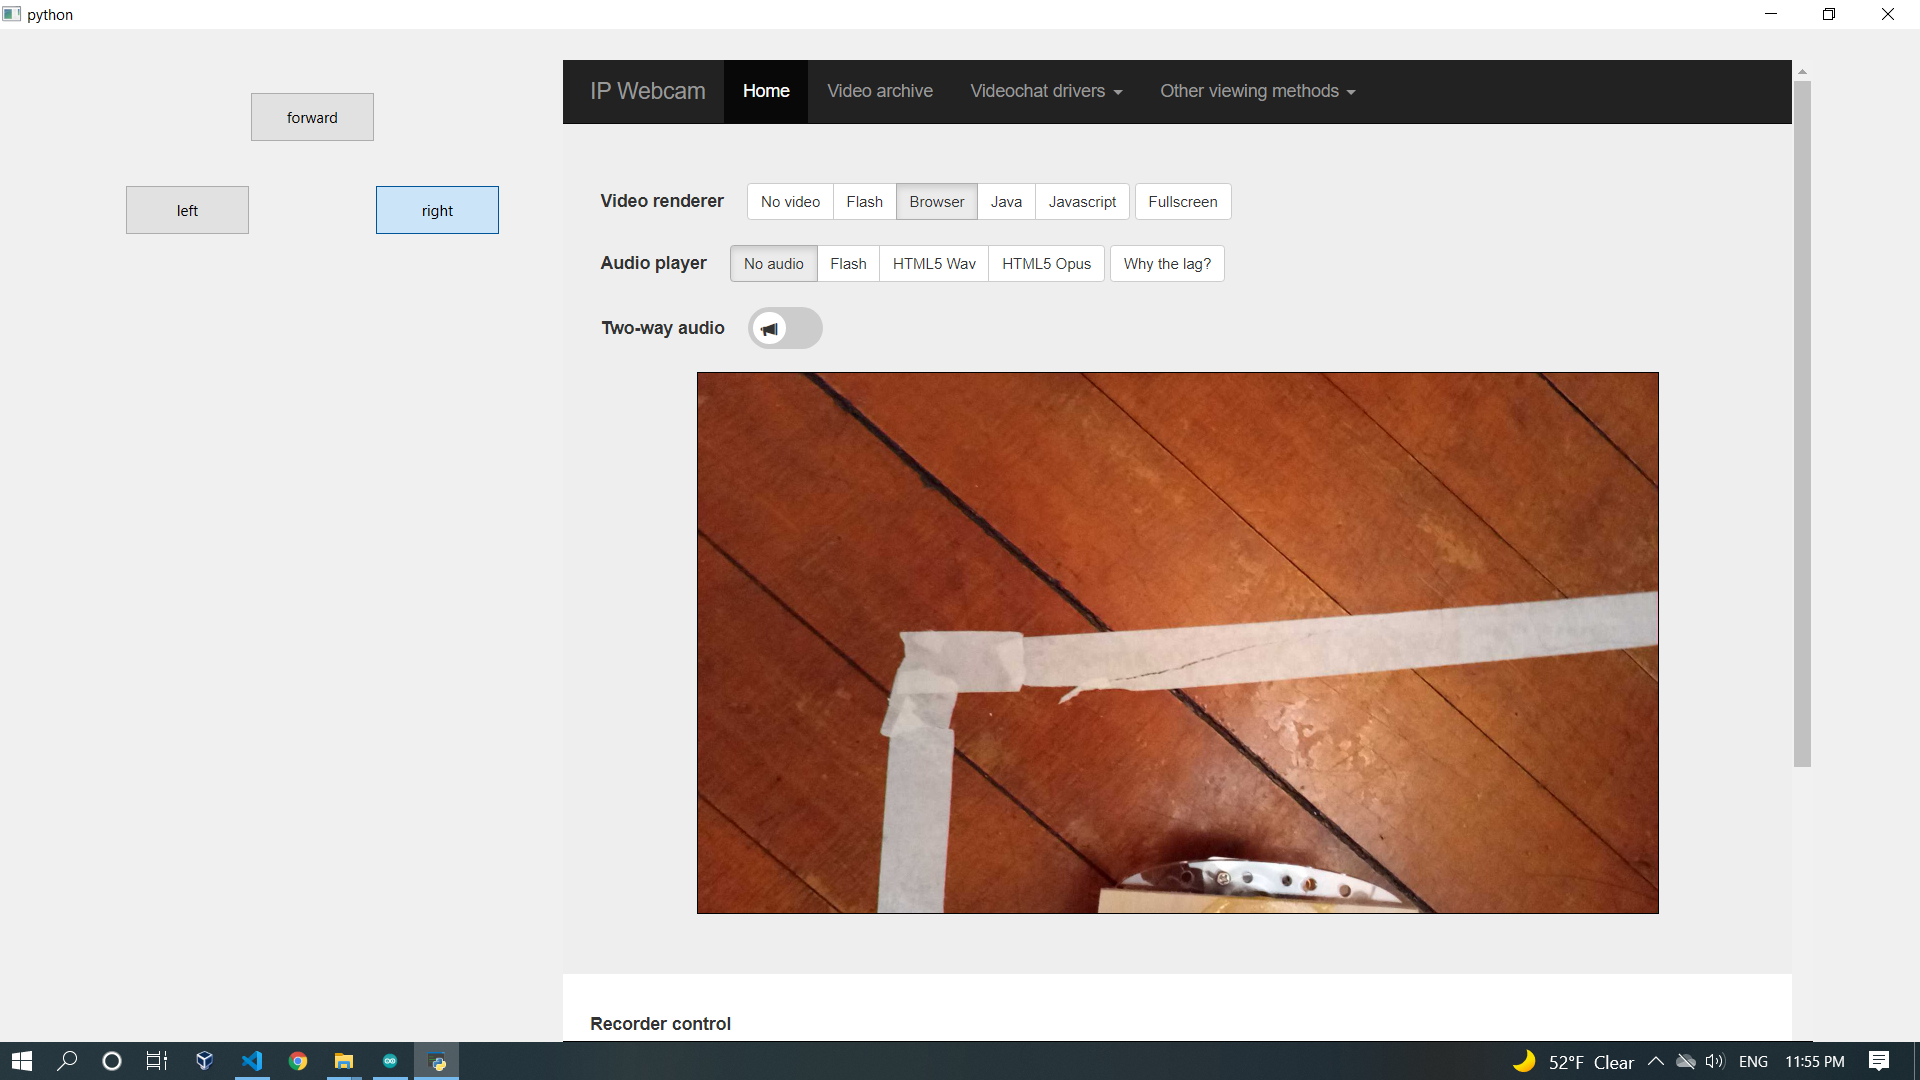 python
forward
left
right
IP Webcam Home Video archive Videochat drivers Other viewing methods
Video renderer No video Flash Browser Java Javascript Fullscreen
Audio player No audio Flash HTML5 Wav HTML5 Opus Why the lag?
Two-way audio
Recorder control
52°F Clear ENG 11:55 PM